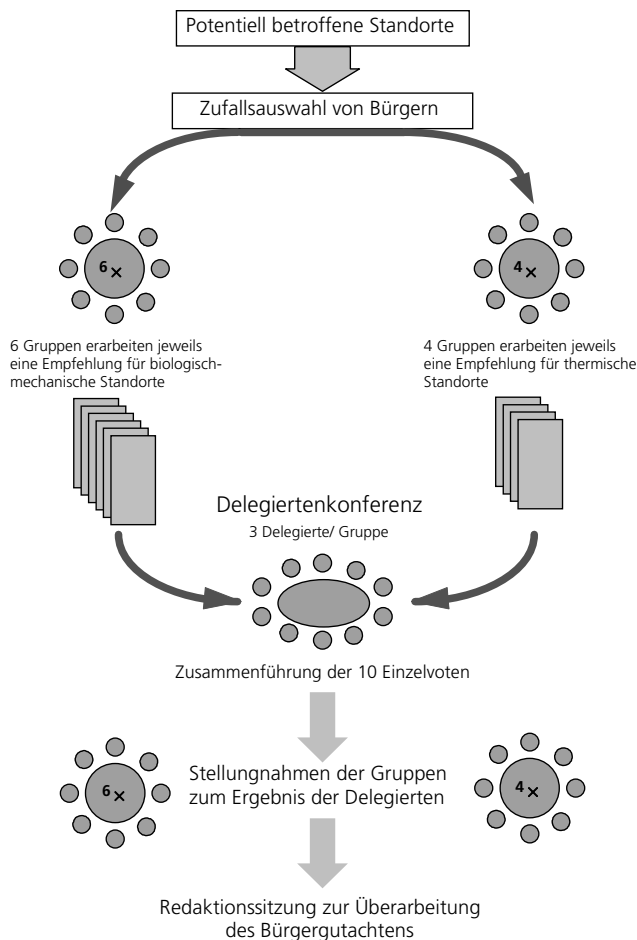 Potentiell betroffene Standorte
Zufallsauswahl von Bürgern
6 x
4 x
6 Gruppen erarbeiten jeweils
eine Empfehlung für biologisch-
mechanische Standorte
4 Gruppen erarbeiten jeweils
eine Empfehlung für thermische
Standorte
Delegiertenkonferenz
3 Delegierte/ Gruppe
Zusammenführung der 10 Einzelvoten
6 x
Stellungnahmen der Gruppen
zum Ergebnis der Delegierten
4 x
Redaktionssitzung zur Überarbeitung
des Bürgergutachtens